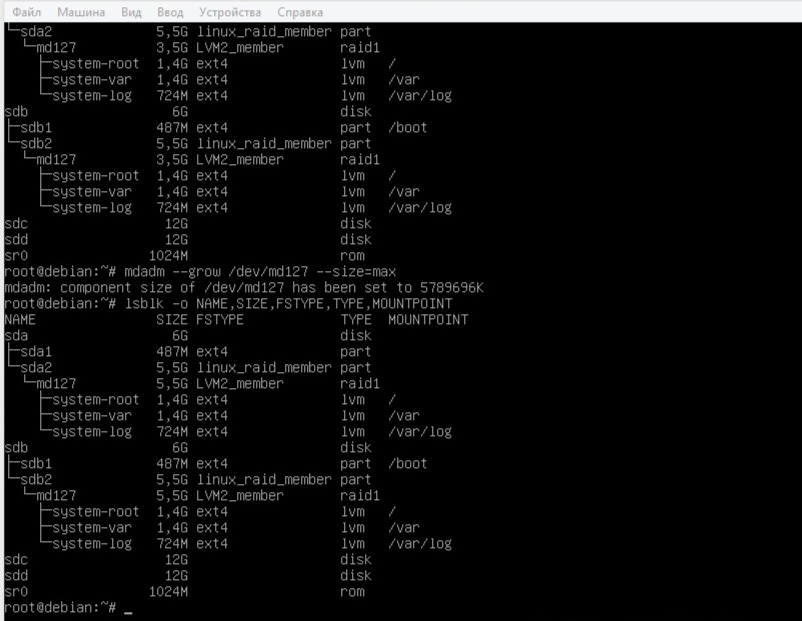 Файл Машина Вид Ввод Устройства Справка
└─sda2 5,5G linux_raid_member part
└─md127 3,5G LVM2_member raid1
├─system-root 1,4G ext4 lvm /
├─system-var 1,4G ext4 lvm /var
└─system-log 724M ext4 lvm /var/log
sdb 6G disk
├─sdb1 487M ext4 part /boot
└─sdb2 5,5G linux_raid_member part
└─md127 3,5G LVM2_member raid1
├─system-root 1,4G ext4 lvm /
├─system-var 1,4G ext4 lvm /var
└─system-log 724M ext4 lvm /var/log
sdc 12G disk
sdd 12G disk
sr0 1024M rom
root@debian:~# mdadm --grow /dev/md127 --size=max
mdadm: component size of /dev/md127 has been set to 5789696K
root@debian:~# lsblk -o NAME,SIZE,FSTYPE,TYPE,MOUNTPOINT
NAME SIZE FSTYPE TYPE MOUNTPOINT
sda 6G disk
├─sda1 487M ext4 part
└─sda2 5,5G linux_raid_member part
└─md127 5,5G LVM2_member raid1
├─system-root 1,4G ext4 lvm /
├─system-var 1,4G ext4 lvm /var
└─system-log 724M ext4 lvm /var/log
sdb 6G disk
├─sdb1 487M ext4 part /boot
└─sdb2 5,5G linux_raid_member part
└─md127 5,5G LVM2_member raid1
├─system-root 1,4G ext4 lvm /
├─system-var 1,4G ext4 lvm /var
└─system-log 724M ext4 lvm /var/log
sdc 12G disk
sdd 12G disk
sr0 1024M rom
root@debian:~# _